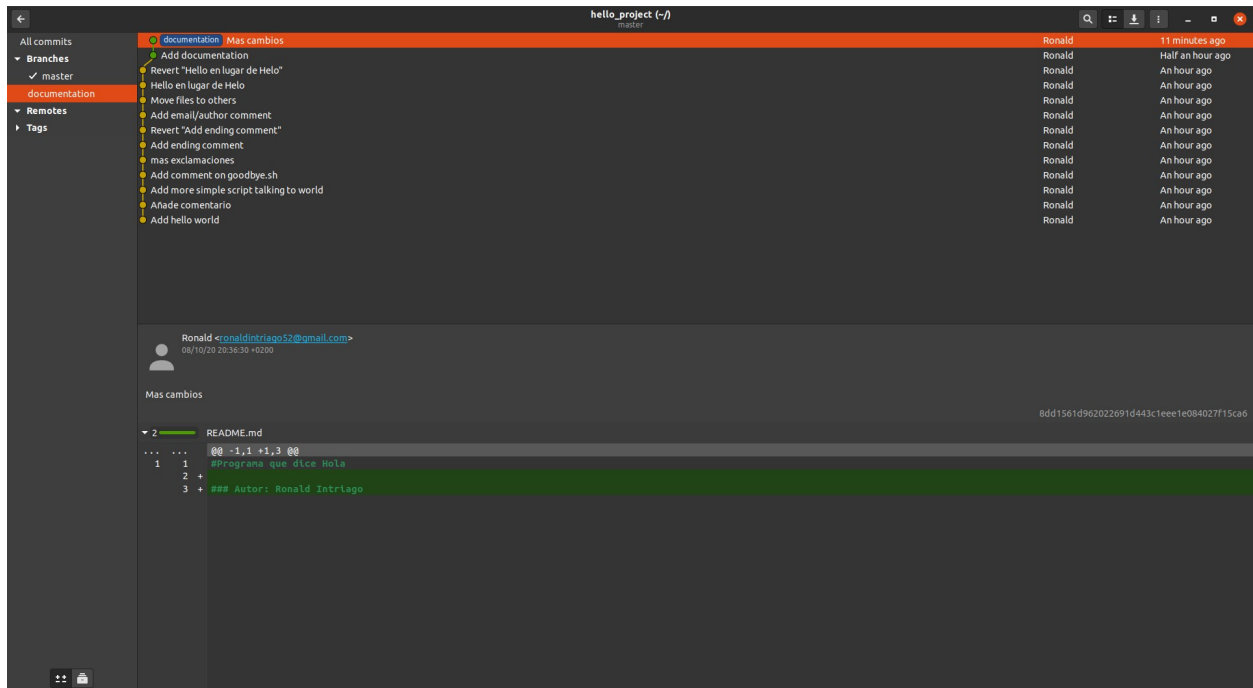 hello_project (~/)
master
All commits
Branches
master
documentation
Remotes
Tags
documentation Mas cambios Ronald 11 minutes ago
Add documentation Ronald Half an hour ago
Revert "Hello en lugar de Helo" Ronald An hour ago
Hello en lugar de Helo Ronald An hour ago
Move files to others Ronald An hour ago
Add email/author comment Ronald An hour ago
Revert "Add ending comment" Ronald An hour ago
Add ending comment Ronald An hour ago
mas exclamaciones Ronald An hour ago
Add comment on goodbye.sh Ronald An hour ago
Add more simple script talking to world Ronald An hour ago
Añade comentario Ronald An hour ago
Add hello world Ronald An hour ago
Ronald <ronaldintriago52@gmail.com>
08/10/20 20:36:30 +0200
Mas cambios
8dd1561d962022691d443c1eee1e084027f15ca6
2 README.md
... ... @@ -1,1 +1,3 @@
1 1 #Programa que dice Hola
2 +
3 + ### Autor: Ronald Intriago